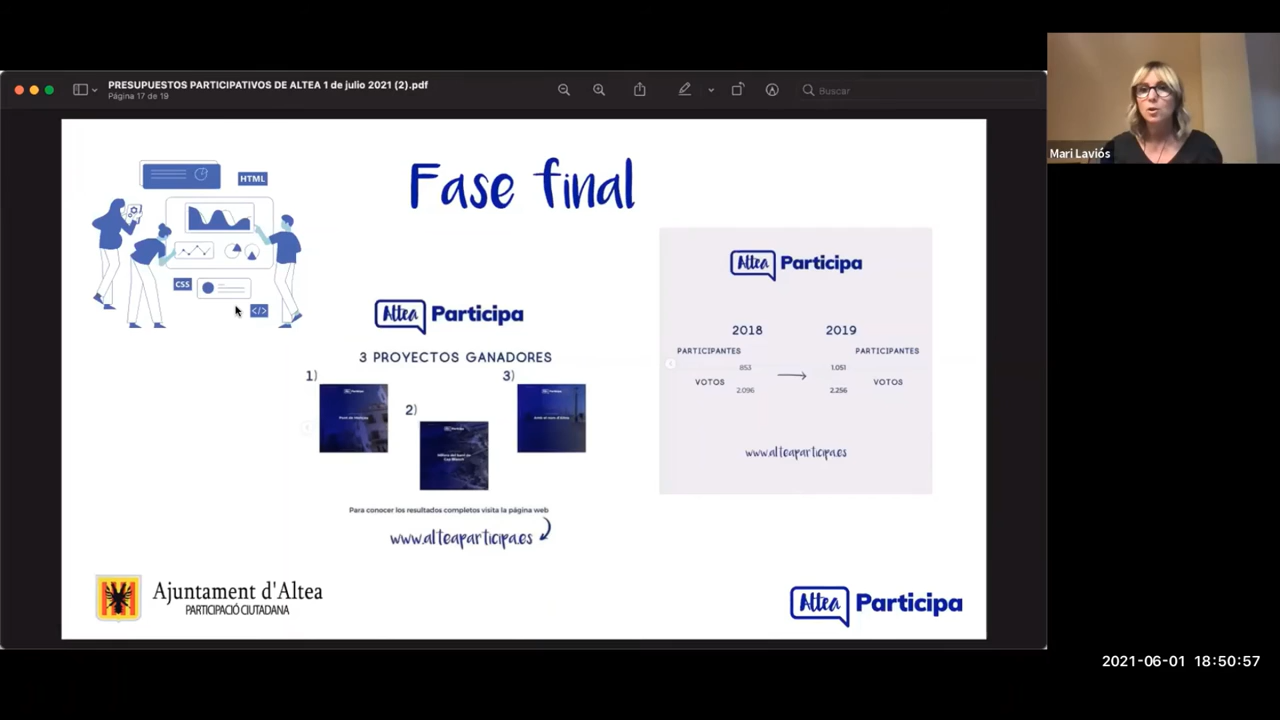 PRESUPUESTOS PARTICIPATIVOS DE ALTEA 1 de julio 2021 (2).pdf
Página 17 de 19
Buscar
Mari Laviós
HTML
CSS
</>
Fase final
Altea Participa
3 PROYECTOS GANADORES
1)
2)
3)
Para conocer los resultados completos visita la página web
www.alteaparticipa.es
Altea Participa
2018
2019
PARTICIPANTES
PARTICIPANTES
853
1.051
VOTOS
VOTOS
2.096
2.256
www.alteaparticipa.es
Ajuntament d'Altea
PARTICIPACIÓ CIUTADANA
Altea Participa
2021-06-01 18:50:57